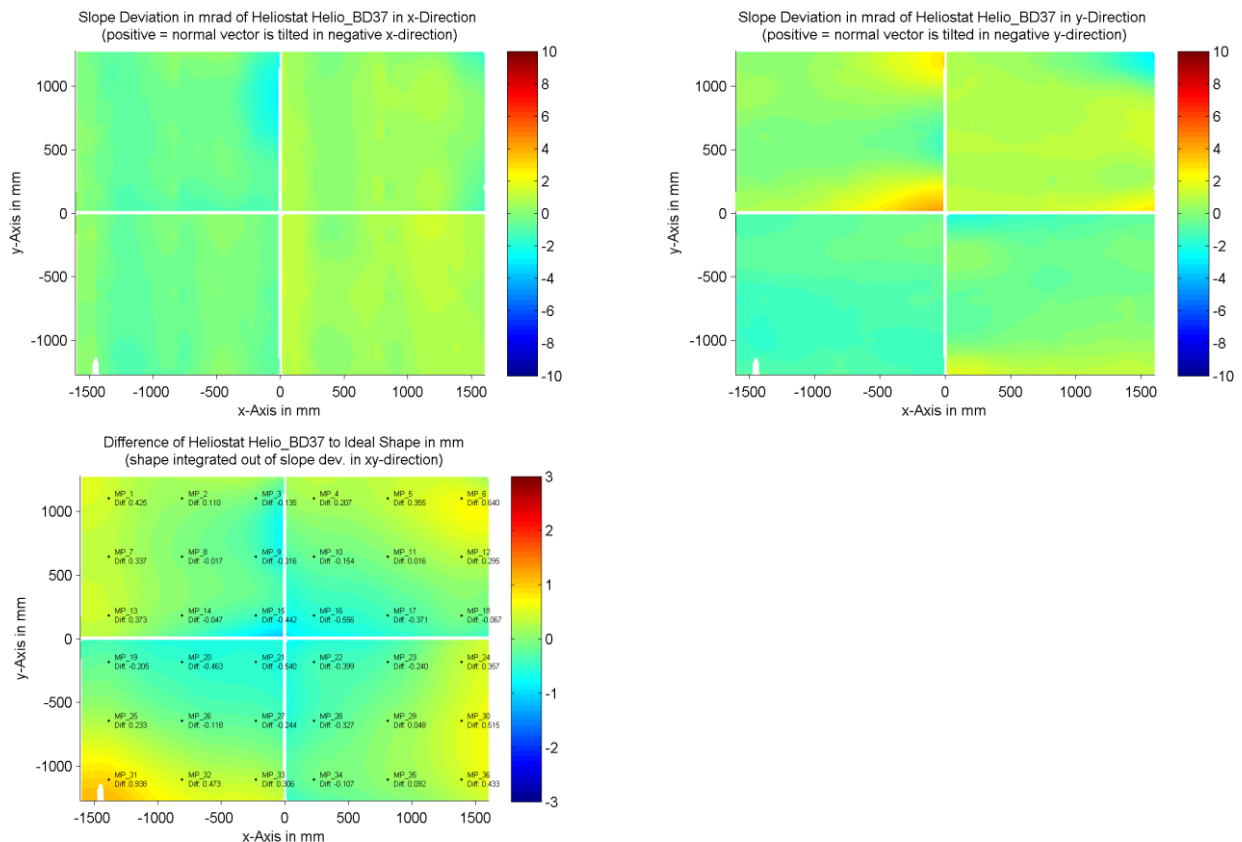 Slope Deviation in mrad of Heliostat Helio_BD37 in x-Direction
(positive = normal vector is tilted in negative x-direction)
1000
500
0
-500
-1000
y-Axis in mm
-1500 -1000 -500 0 500 1000 1500
x-Axis in mm
10
8
6
4
2
0
-2
-4
-6
-8
-10
Slope Deviation in mrad of Heliostat Helio_BD37 in y-Direction
(positive = normal vector is tilted in negative y-direction)
1000
500
0
-500
-1000
y-Axis in mm
-1500 -1000 -500 0 500 1000 1500
x-Axis in mm
10
8
6
4
2
0
-2
-4
-6
-8
-10
Difference of Heliostat Helio_BD37 to Ideal Shape in mm
(shape integrated out of slope dev. in xy-direction)
1000
500
0
-500
-1000
y-Axis in mm
MP_1 MP_2 MP_3 MP_4 MP_5 MP_6
Diff: 0.425 Diff: 0.110 Diff: -0.135 Diff: 0.207 Diff: 0.355 Diff: 0.640
MP_7 MP_8 MP_9 MP_10 MP_11 MP_12
Diff: 0.337 Diff: -0.017 Diff: -0.316 Diff: -0.154 Diff: 0.016 Diff: 0.295
MP_13 MP_14 MP_15 MP_16 MP_17 MP_18
Diff: 0.373 Diff: -0.047 Diff: -0.442 Diff: -0.556 Diff: -0.371 Diff: -0.067
MP_19 MP_20 MP_21 MP_22 MP_23 MP_24
Diff: -0.205 Diff: -0.463 Diff: -0.540 Diff: -0.399 Diff: -0.240 Diff: 0.357
MP_25 MP_26 MP_27 MP_28 MP_29 MP_30
Diff: 0.233 Diff: -0.118 Diff: -0.244 Diff: -0.327 Diff: 0.048 Diff: 0.515
MP_31 MP_32 MP_33 MP_34 MP_35 MP_36
Diff: 0.938 Diff: 0.473 Diff: 0.306 Diff: -0.107 Diff: 0.092 Diff: 0.433
-1500 -1000 -500 0 500 1000 1500
x-Axis in mm
3
2
1
0
-1
-2
-3